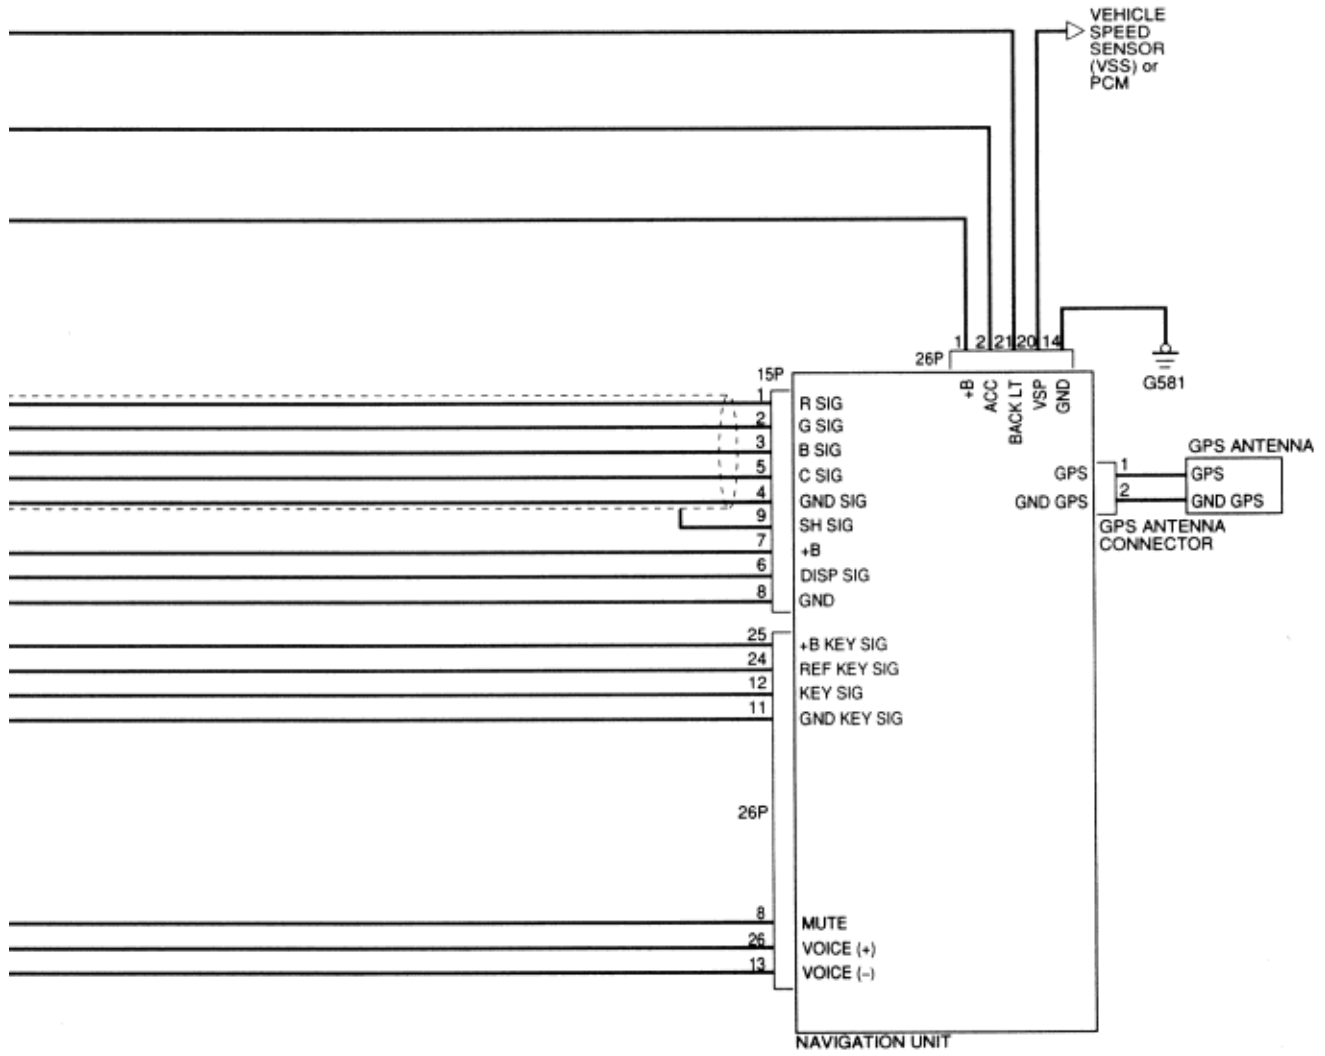 VEHICLE
SPEED
SENSOR
(VSS) or
PCM
1 2 21 20 14
26P
G581
15P
+B
ACC
BACK LT
VSP
GND
1
R SIG
2
G SIG
3
B SIG
5
C SIG
4
GND SIG
9
SH SIG
7
+B
6
DISP SIG
8
GND
GPS ANTENNA
GPS
1
GPS
GND GPS
2
GND GPS
GPS ANTENNA
CONNECTOR
25
+B KEY SIG
24
REF KEY SIG
12
KEY SIG
11
GND KEY SIG
26P
8
MUTE
26
VOICE (+)
13
VOICE (–)
NAVIGATION UNIT